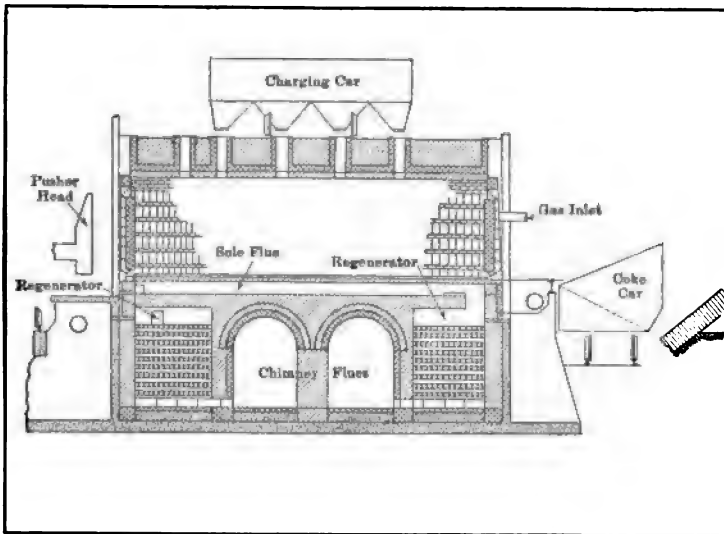 Charging Car
Pusher
Head
Gas Inlet
Sole Flue
Regenerator
Regenerator
Coke
Car
Chimney Flues